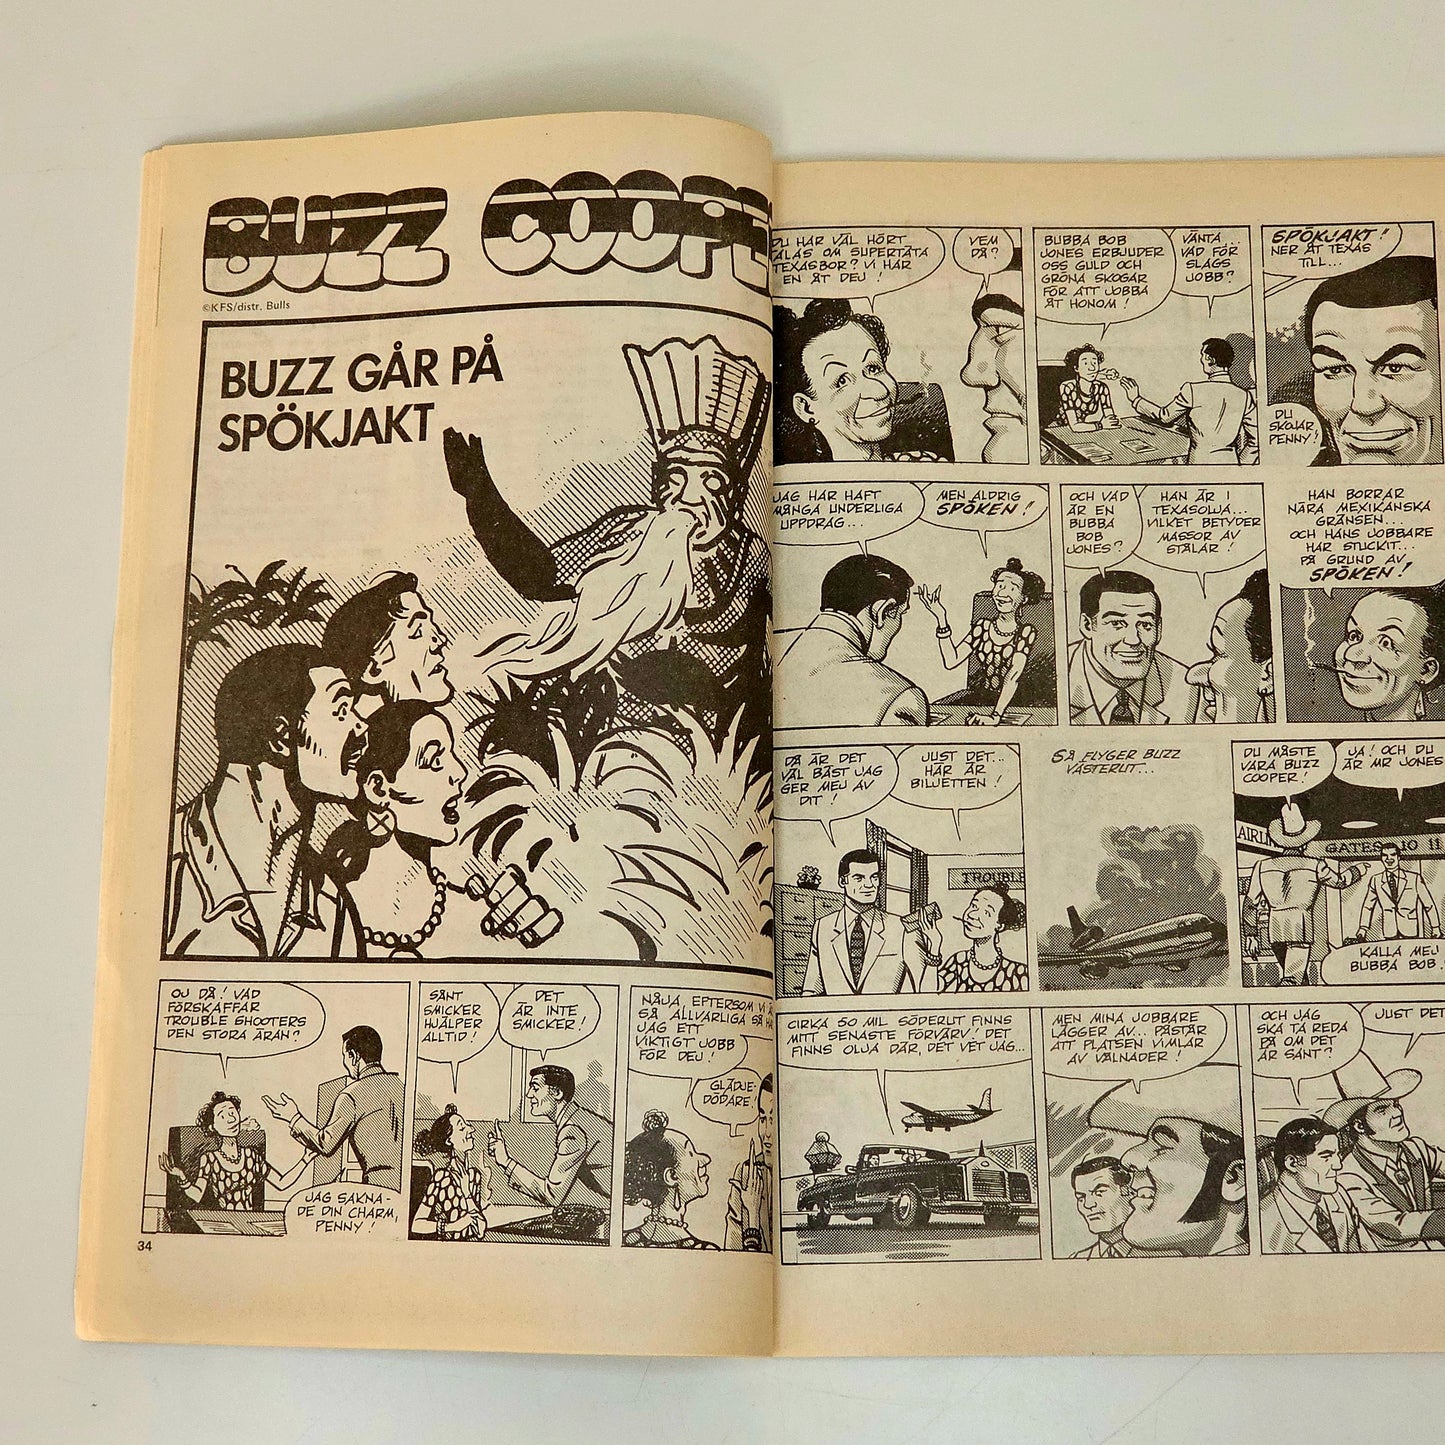 BUZZ COOPE
©KFS/distr. Bulls
BUZZ GÅR PÅ
SPÖKJAKT
OJ DÅ! VAD
FÖRSKAFFAR
TROUBLE SHOOTERS
DEN STORA ÄRAN?
JAG SAKNA-
DE DIN CHARM,
PENNY!
SÅNT
SMICKER
HJÄLPER
ALLTID!
DET
ÄR INTE
SMICKER!
NÅJA, EFTERSOM VI Ä
SÅ ALLVARLIGA SÅ HA
JAG ETT
VIKTIGT JOBB
FÖR DEJ!
GLÄDJE-
DÖDARE!
34
DU HAR VÄL HÖRT
TALAS OM SUPERTÄTA
TEXASBOR? VI HAR
EN ÅT DEJ!
VEM
DÅ?
BUBBA BOB
JONES ERBJUDER
OSS GULD OCH
GRÖNA SKOGAR
FÖR ATT JOBBA
ÅT HONOM!
VÄNTA...
VAD FÖR
SLAGS
JOBB?
SPÖKJAKT!
NER ÅT TEXAS
TILL...
DU
SKOJAR,
PENNY!
JAG HAR HAFT
MÅNGA UNDERLIGA
UPPDRAG...
MEN ALDRIG
SPÖKEN!
OCH VAD
ÄR EN
BUBBA
BOB
JONES?
HAN ÄR I
TEXASOLJA...
VILKET BETYDER
MASSOR AV
STÅLAR!
HAN BORRAR
NÄRA MEXIKANSKA
GRÄNSEN...
OCH HANS JOBBARE
HAR STUCKIT...
PÅ GRUND AV
SPÖKEN!
DÅ ÄR DET
VÄL BÄST JAG
GER MEJ AV
DIT!
JUST DET...
HÄR ÄR
BILJETTEN!
TROUBLE
SÅ FLYGER BUZZ
VÄSTERUT...
DU MÅSTE
VARA BUZZ
COOPER!
JA! OCH DU
ÄR MR JONES
AIRLI
GATES 10 11
KALLA MEJ
BUBBA BOB!
CIRKA 50 MIL SÖDERUT FINNS
MITT SENASTE FÖRVÄRV! DET
FINNS OLJA DÄR, DET VET JAG...
MEN MINA JOBBARE
LÄGGER AV... PÅSTÅR
ATT PLATSEN VIMLAR
AV VÅLNADER!
OCH JAG
SKA TA REDA
PÅ OM DET
ÄR SANT?
JUST DET